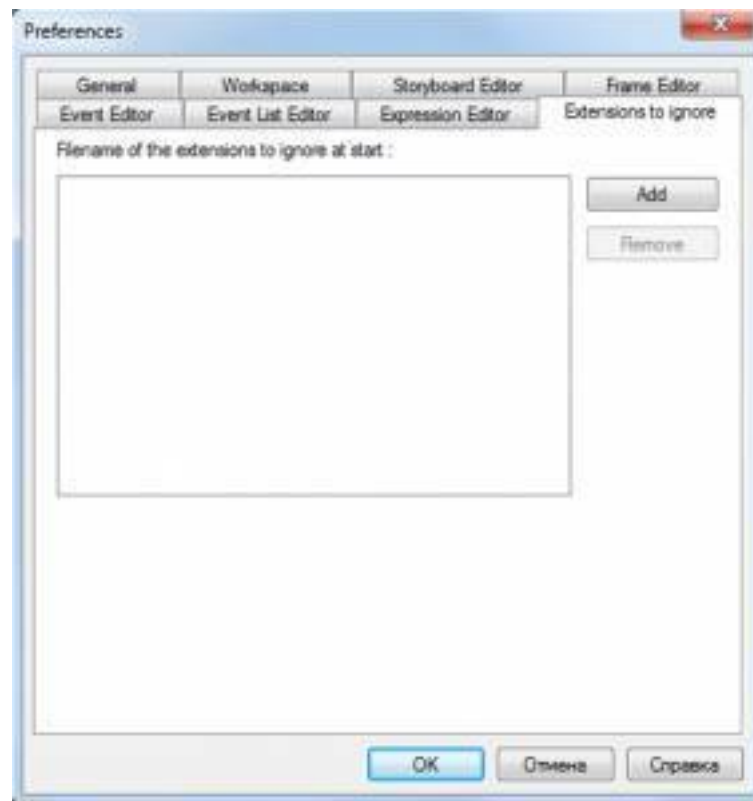 Preferences
General Workspace Storyboard Editor Frame Editor
Event Editor Event List Editor Expression Editor Extensions to ignore
Filename of the extensions to ignore at start :
Add
Remove
OK Отмена Справка